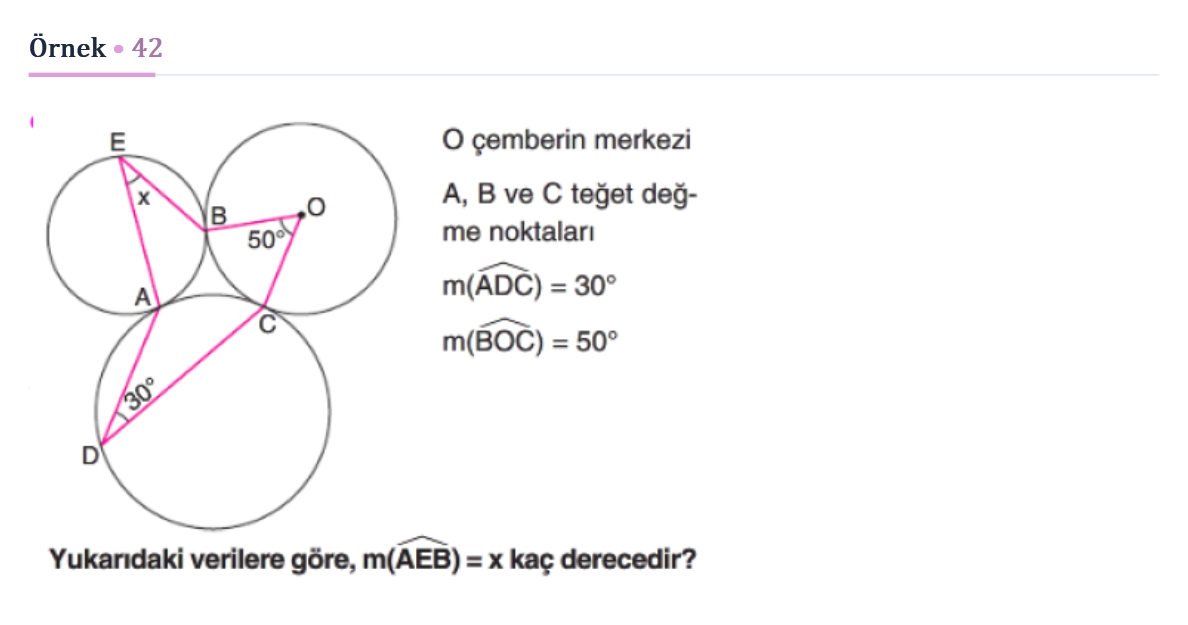 Örnek • 42
E
x
B
O
50°
A
C
30°
D
O çemberin merkezi
A, B ve C teğet değ-
me noktaları
m(ADC) = 30°
m(BOC) = 50°
Yukarıdaki verilere göre, m(AEB) = x kaç derecedir?